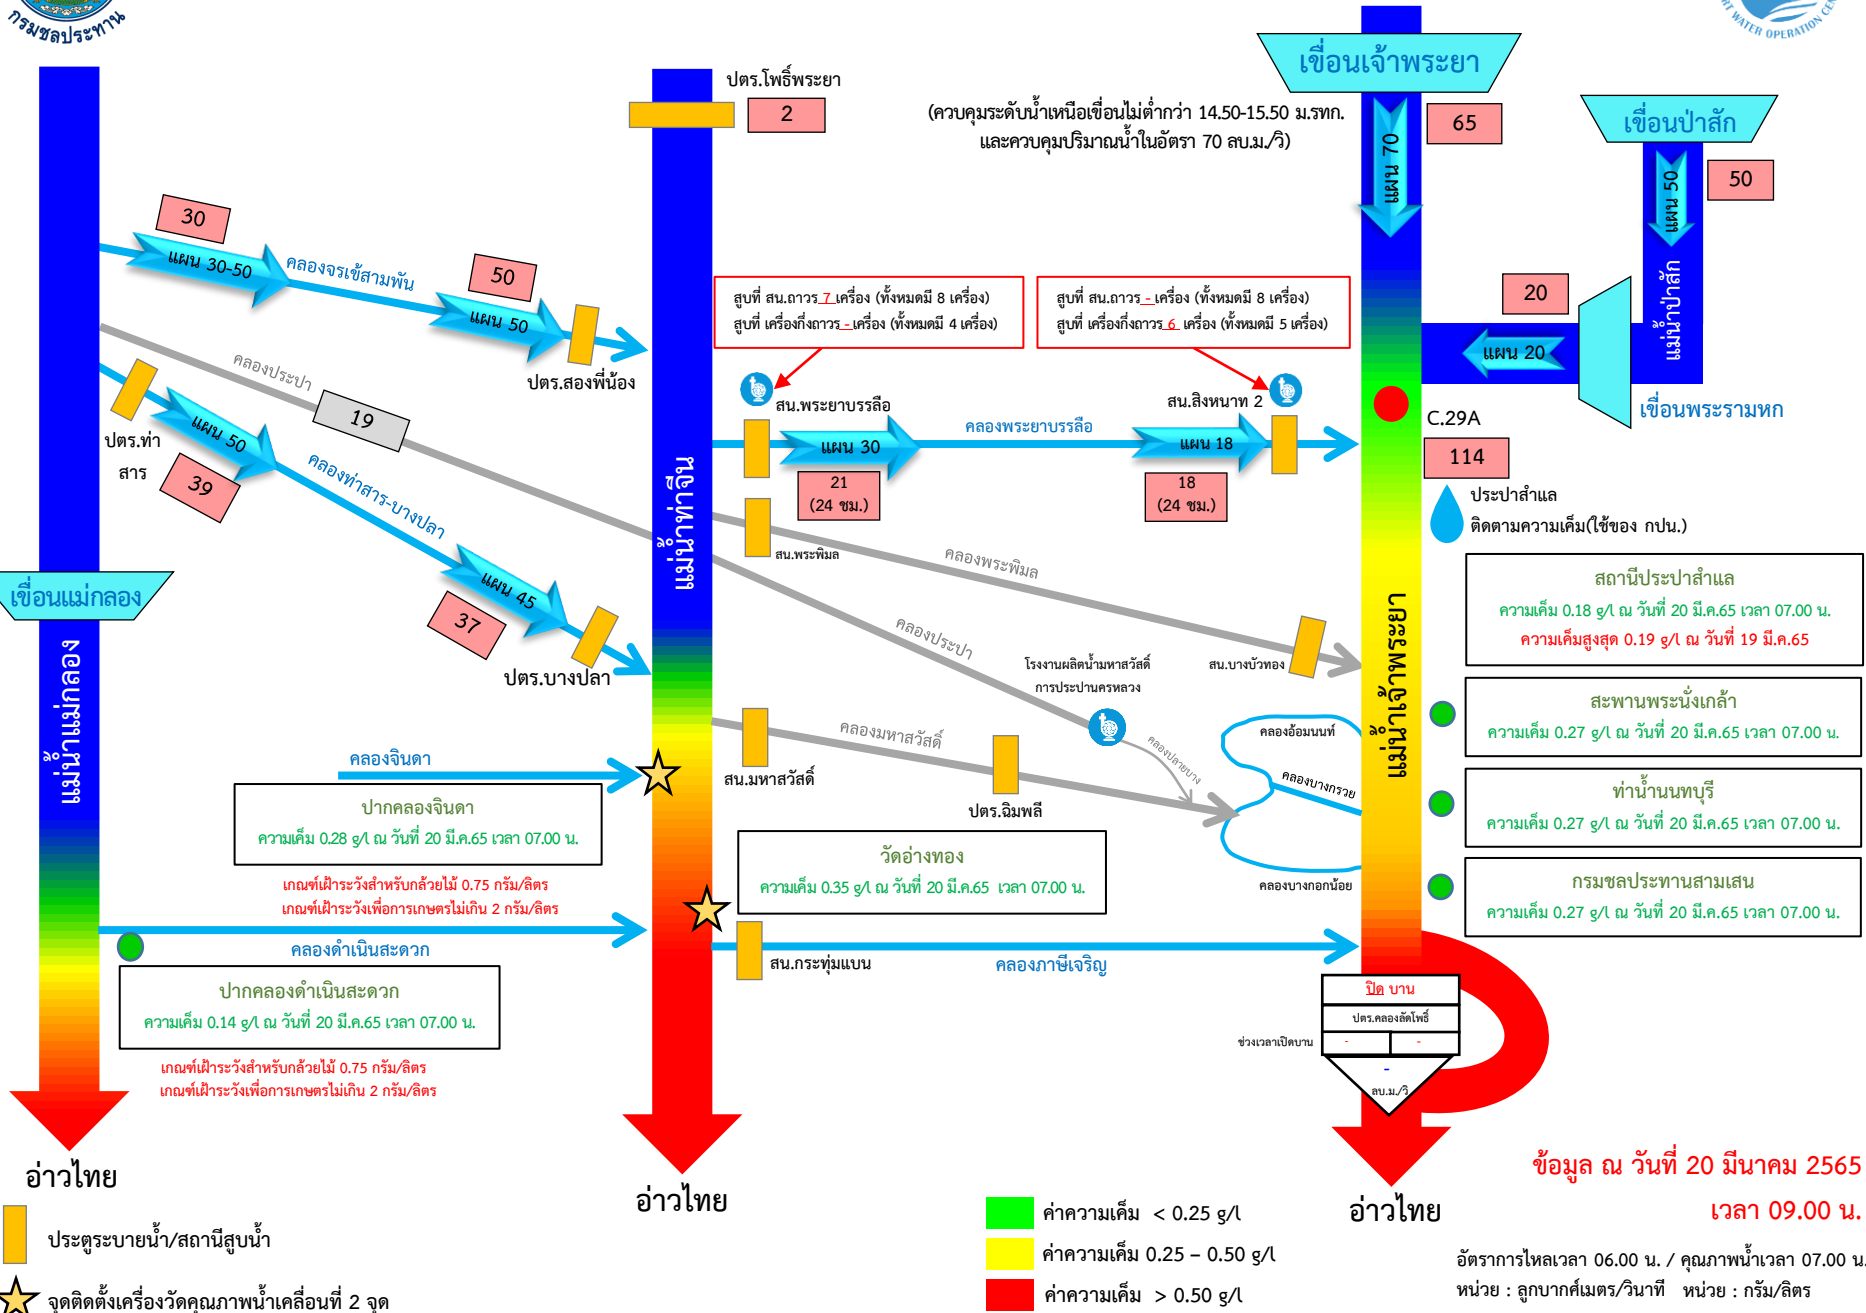 กรมชลประทาน
WATER OPERATION CEN
เขื่อนเจ้าพระยา
ปตร.โพธิ์พระยา
2
(ควบคุมระดับน้ำเหนือเขื่อนไม่ต่ำกว่า 14.50-15.50 ม.รทก.
และควบคุมปริมาณน้ำในอัตรา 70 ลบ.ม./วิ)
65
แผน 70
เขื่อนป่าสัก
แผน 50
50
แม่น้ำป่าสัก
30
แผน 30-50
คลองจรเข้สามพัน
50
แผน 50
ปตร.สองพี่น้อง
สูบที่ สน.ถาวร 7 เครื่อง (ทั้งหมดมี 8 เครื่อง)
สูบที่ เครื่องกึ่งถาวร - เครื่อง (ทั้งหมดมี 4 เครื่อง)
สูบที่ สน.ถาวร - เครื่อง (ทั้งหมดมี 8 เครื่อง)
สูบที่ เครื่องกึ่งถาวร 6 เครื่อง (ทั้งหมดมี 5 เครื่อง)
20
แผน 20
เขื่อนพระรามหก
คลองประปา
19
ปตร.ท่า
สาร
แผน 50
39
คลองท่าสาร-บางปลา
สน.พระยาบรรลือ
แผน 30
21
(24 ชม.)
คลองพระยาบรรลือ
สน.สิงหนาท 2
แผน 18
18
(24 ชม.)
C.29A
114
ประปาสำแล
ติดตามความเค็ม(ใช้ของ กปน.)
แม่น้ำท่าจีน
สน.พระพิมล
คลองพระพิมล
แผน 45
37
ปตร.บางปลา
เขื่อนแม่กลอง
แม่น้ำแม่กลอง
คลองประปา
โรงงานผลิตน้ำมหาสวัสดิ์
การประปานครหลวง
สน.บางบัวทอง
แม่น้ำเจ้าพระยา
สถานีประปาสำแล
ความเค็ม 0.18 g/l ณ วันที่ 20 มี.ค.65 เวลา 07.00 น.
ความเค็มสูงสุด 0.19 g/l ณ วันที่ 19 มี.ค.65
สะพานพระนั่งเกล้า
ความเค็ม 0.27 g/l ณ วันที่ 20 มี.ค.65 เวลา 07.00 น.
ท่าน้ำนนทบุรี
ความเค็ม 0.27 g/l ณ วันที่ 20 มี.ค.65 เวลา 07.00 น.
กรมชลประทานสามเสน
ความเค็ม 0.27 g/l ณ วันที่ 20 มี.ค.65 เวลา 07.00 น.
คลองจินดา
ปากคลองจินดา
ความเค็ม 0.28 g/l ณ วันที่ 20 มี.ค.65 เวลา 07.00 น.
เกณฑ์เฝ้าระวังสำหรับกล้วยไม้ 0.75 กรัม/ลิตร
เกณฑ์เฝ้าระวังเพื่อการเกษตรไม่เกิน 2 กรัม/ลิตร
สน.มหาสวัสดิ์
คลองมหาสวัสดิ์
ปตร.ฉิมพลี
คลองปลายบาง
คลองอ้อมนนท์
คลองบางกรวย
คลองบางกอกน้อย
วัดอ่างทอง
ความเค็ม 0.35 g/l ณ วันที่ 20 มี.ค.65 เวลา 07.00 น.
คลองดำเนินสะดวก
ปากคลองดำเนินสะดวก
ความเค็ม 0.14 g/l ณ วันที่ 20 มี.ค.65 เวลา 07.00 น.
เกณฑ์เฝ้าระวังสำหรับกล้วยไม้ 0.75 กรัม/ลิตร
เกณฑ์เฝ้าระวังเพื่อการเกษตรไม่เกิน 2 กรัม/ลิตร
สน.กระทุ่มแบน
คลองภาษีเจริญ
ปิด บาน
ปตร.คลองลัดโพธิ์
ช่วงเวลาเปิดบาน
- -
-
ลบ.ม./วิ
อ่าวไทย
อ่าวไทย
อ่าวไทย
ข้อมูล ณ วันที่ 20 มีนาคม 2565
เวลา 09.00 น.
ประตูระบายน้ำ/สถานีสูบน้ำ
จุดติดตั้งเครื่องวัดคุณภาพน้ำเคลื่อนที่ 2 จุด
ค่าความเค็ม < 0.25 g/l
ค่าความเค็ม 0.25 – 0.50 g/l
ค่าความเค็ม > 0.50 g/l
อัตราการไหลเวลา 06.00 น. / คุณภาพน้ำเวลา 07.00 น.
หน่วย : ลูกบาศก์เมตร/วินาที หน่วย : กรัม/ลิตร